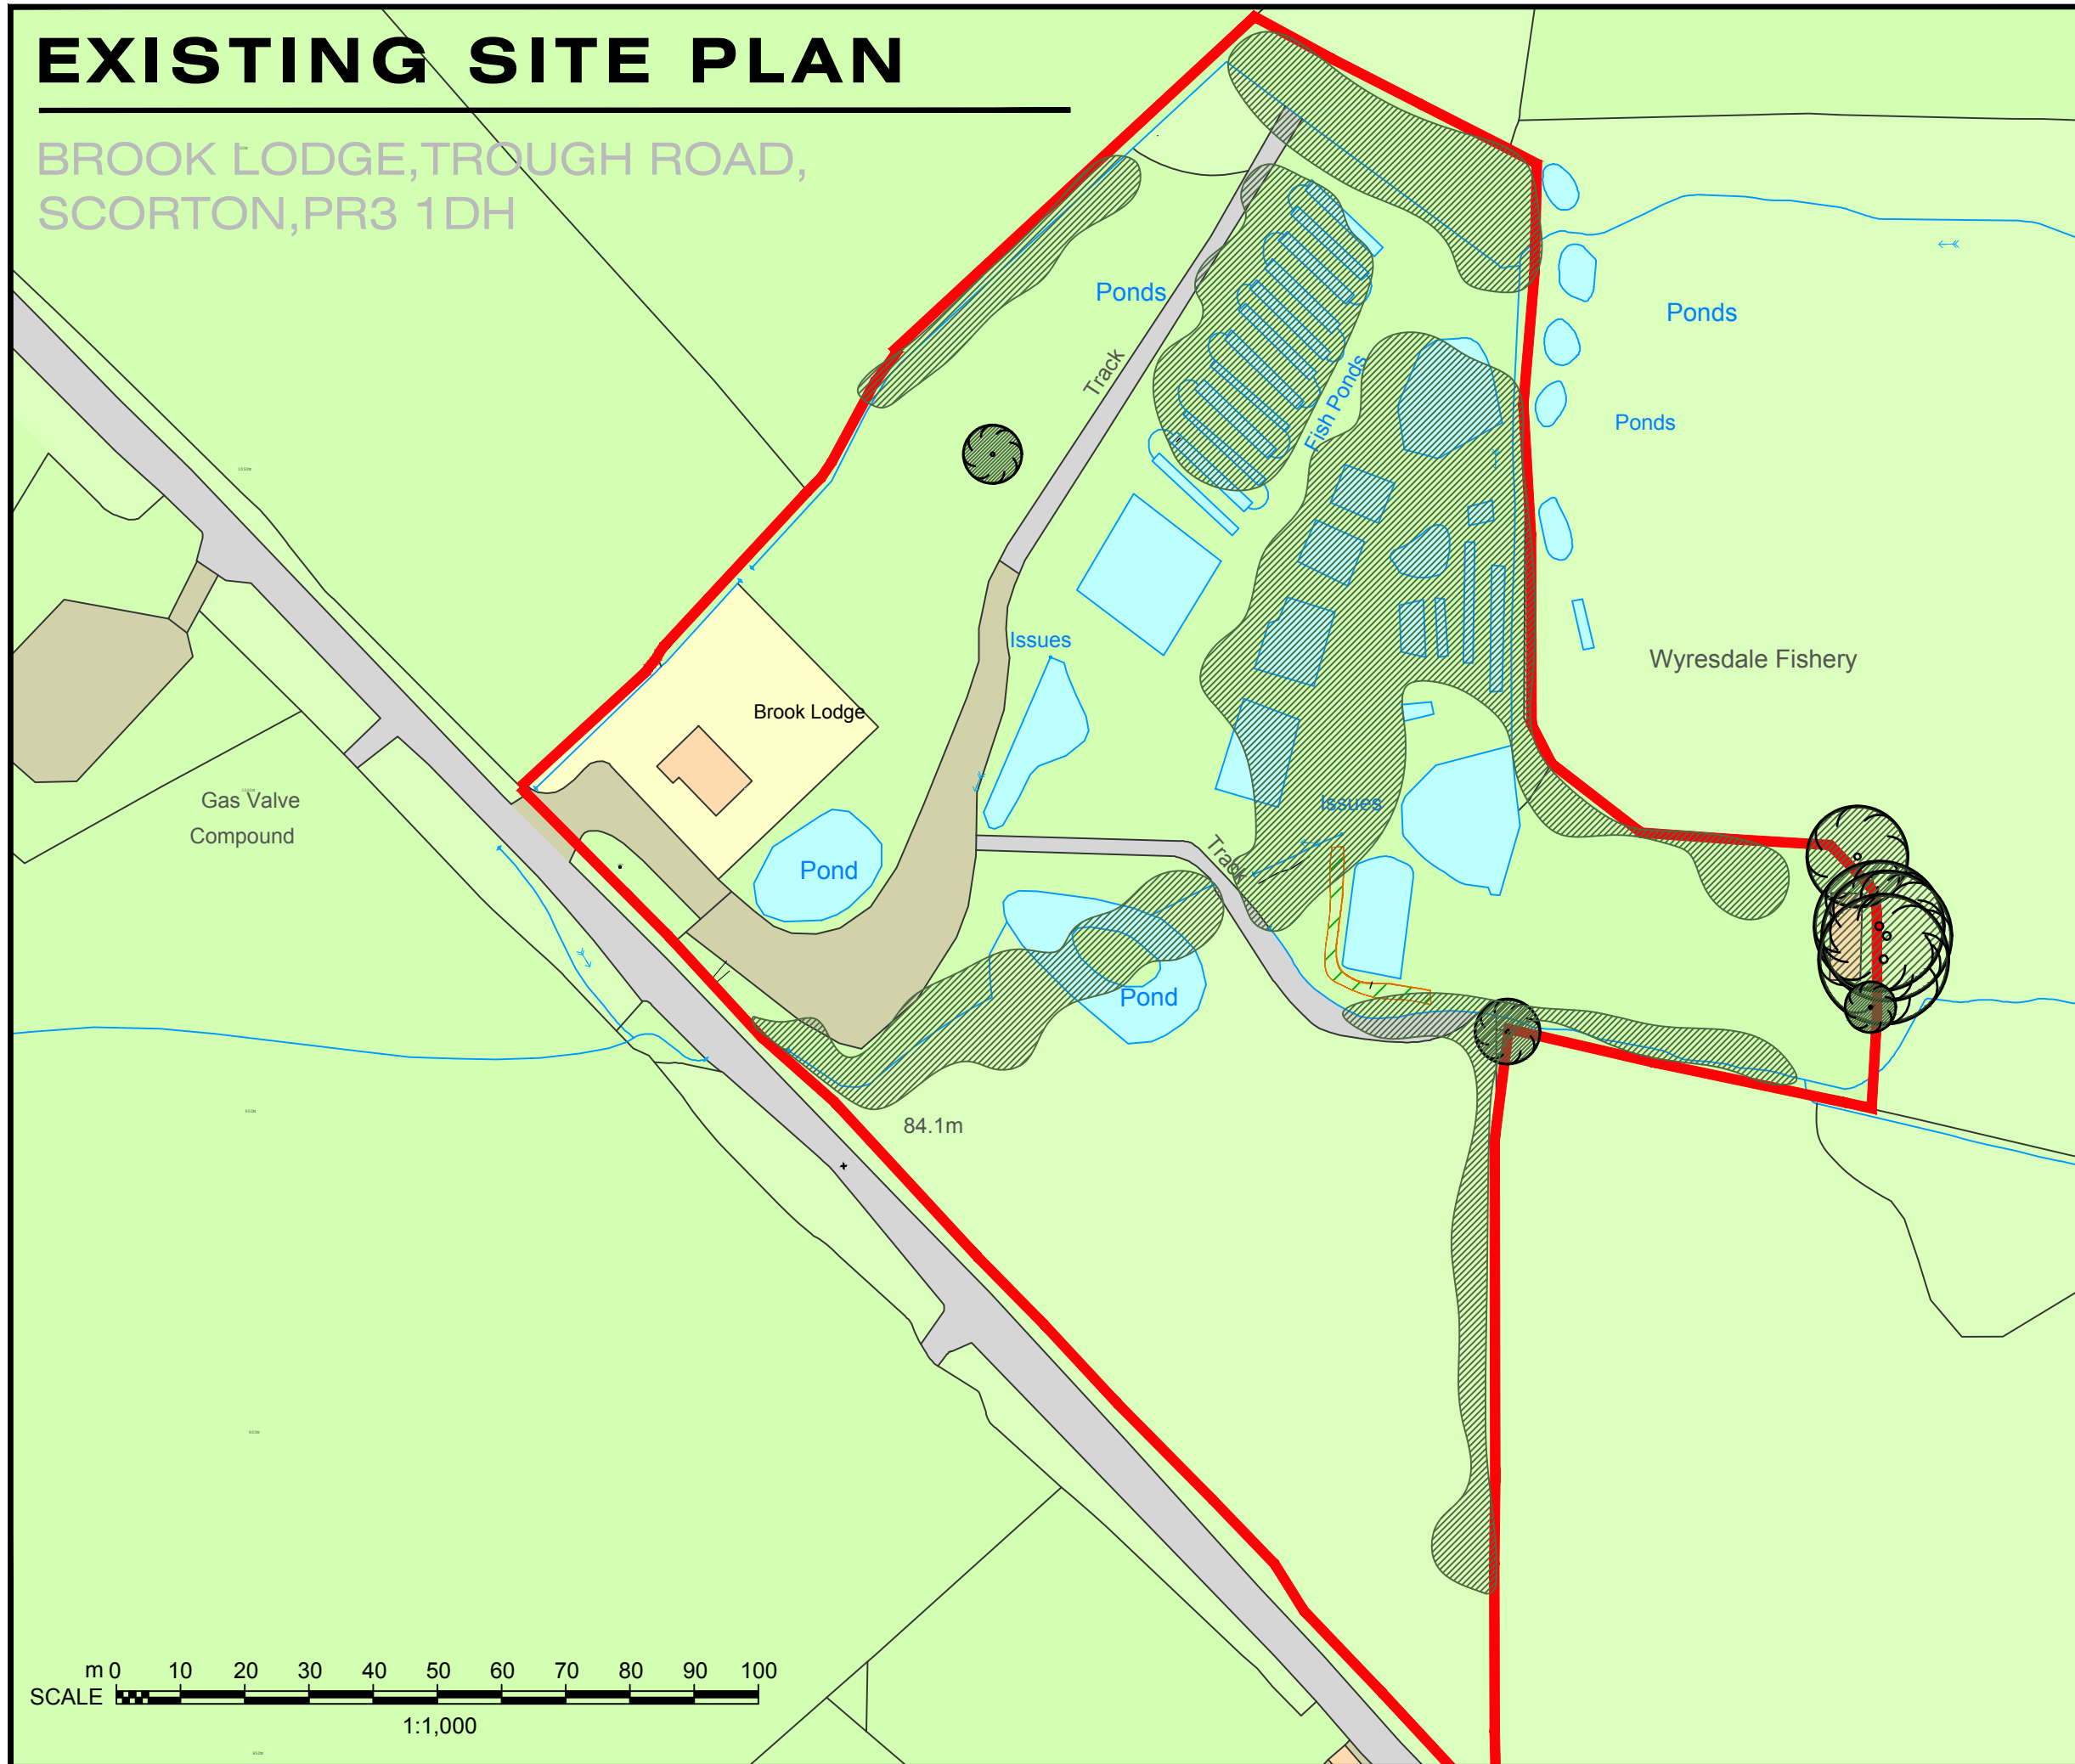 EXISTING SITE PLAN
BROOK LODGE,TROUGH ROAD,
SCORTON,PR3 1DH
Ponds
Ponds
Track
Fish Ponds
Ponds
Issues
Wyresdale Fishery
Brook Lodge
Gas Valve
Compound
issues
Track
Pond
Pond
84.1m
m 0 10 20 30 40 50 60 70 80 90 100
SCALE
1:1,000